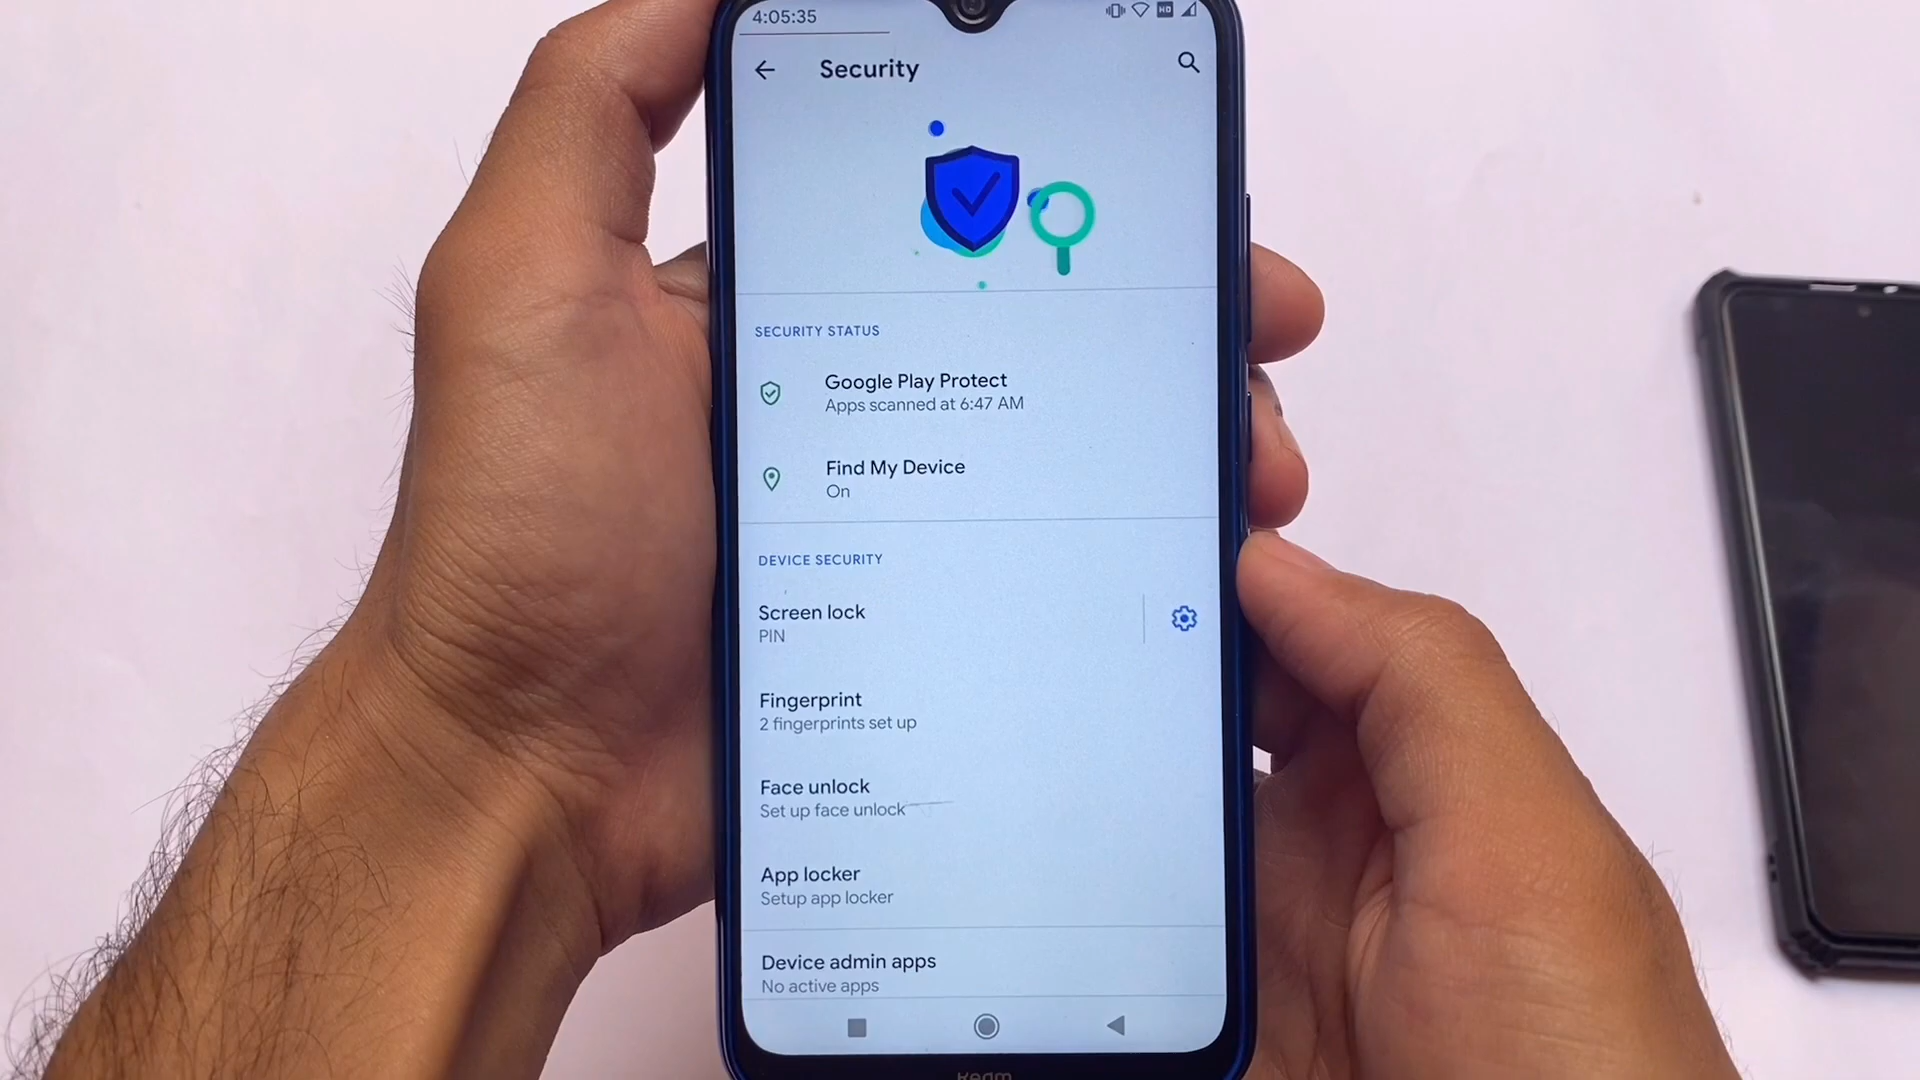 4:05:35
HD
Security
SECURITY STATUS
Google Play Protect
Apps scanned at 6:47 AM
Find My Device
On
DEVICE SECURITY
Screen lock
PIN
Fingerprint
2 fingerprints set up
Face unlock
Set up face unlock
App locker
Setup app locker
Device admin apps
No active apps